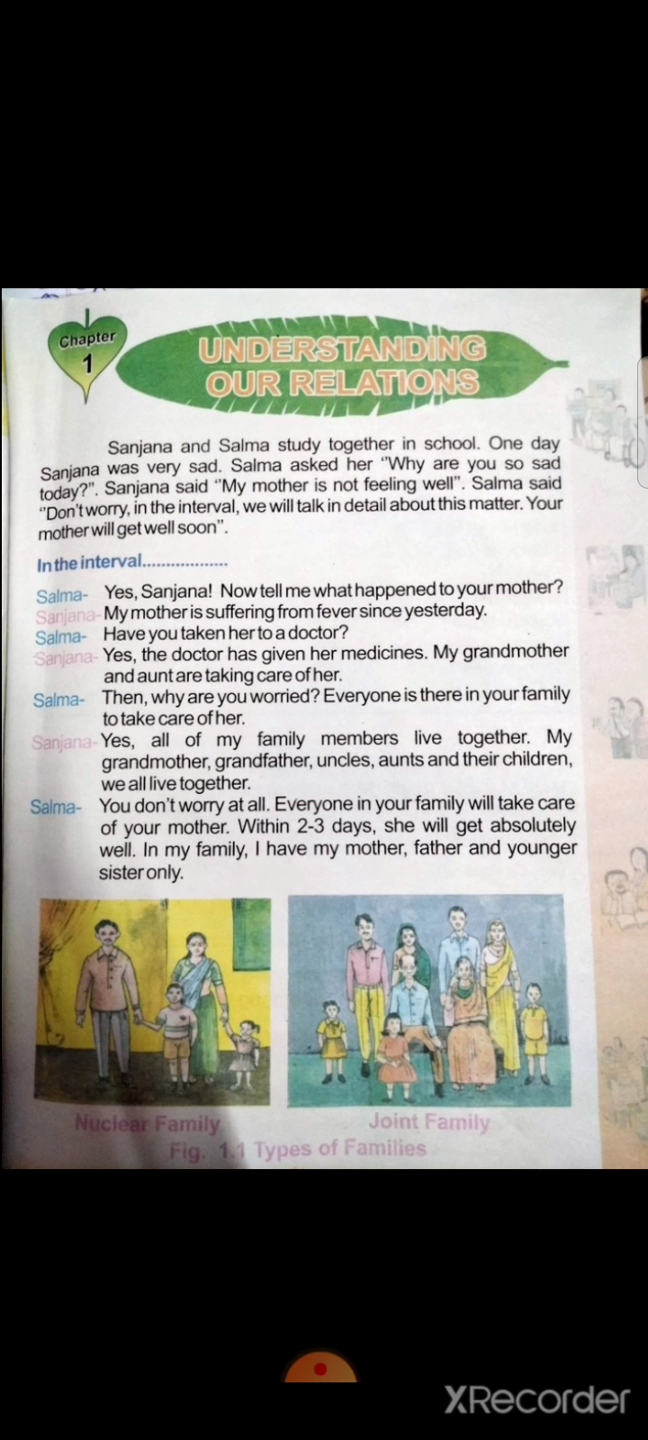 Chapter
1
UNDERSTANDING
OUR RELATIONS
Sanjana and Salma study together in school. One day
Sanjana was very sad. Salma asked her "Why are you so sad
today?". Sanjana said "My mother is not feeling well". Salma said
"Don't worry, in the interval, we will talk in detail about this matter. Your
mother will get well soon".
In the interval..................
Salma- Yes, Sanjana! Now tell me what happened to your mother?
Sanjana- My mother is suffering from fever since yesterday.
Salma- Have you taken her to a doctor?
Sanjana- Yes, the doctor has given her medicines. My grandmother
and aunt are taking care of her.
Salma- Then, why are you worried? Everyone is there in your family
to take care of her.
Sanjana- Yes, all of my family members live together. My
grandmother, grandfather, uncles, aunts and their children,
we all live together.
Salma- You don't worry at all. Everyone in your family will take care
of your mother. Within 2-3 days, she will get absolutely
well. In my family, I have my mother, father and younger
sister only.
Nuclear Family
Joint Family
Fig. 1.1 Types of Families
XRecorder